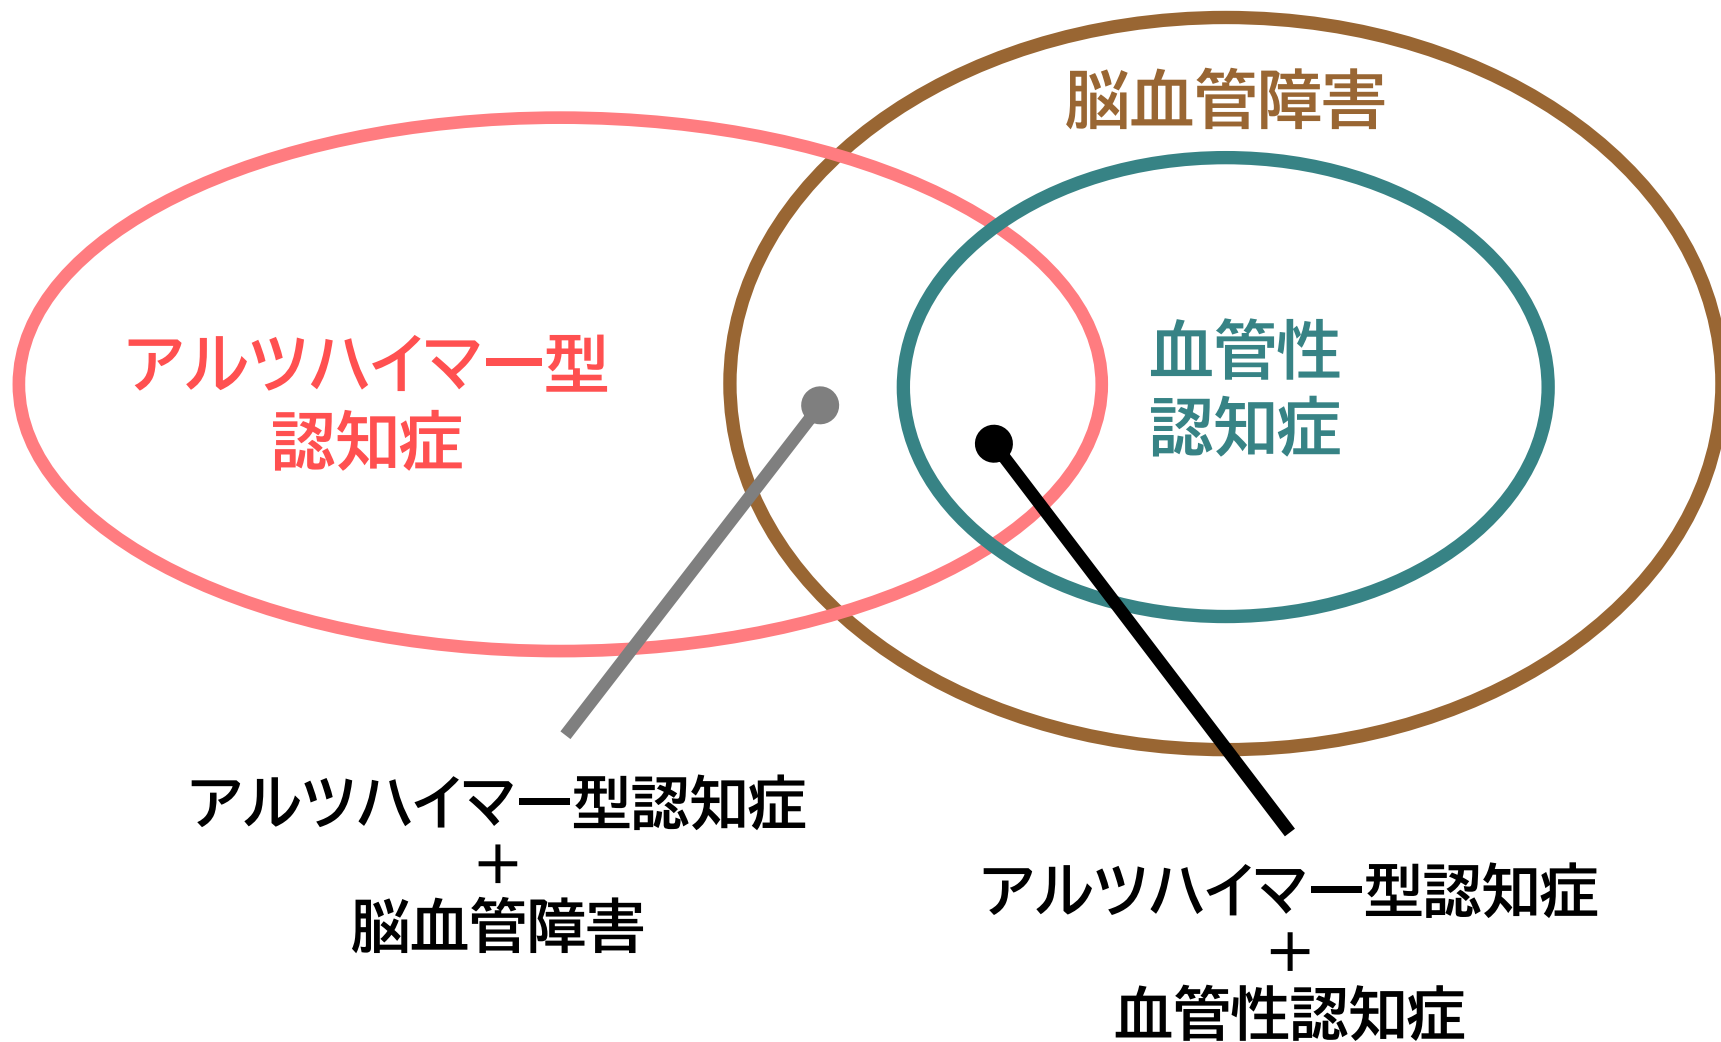 脳血管障害
アルツハイマー型
認知症
血管性
認知症
アルツハイマー型認知症
+
脳血管障害
アルツハイマー型認知症
+
血管性認知症